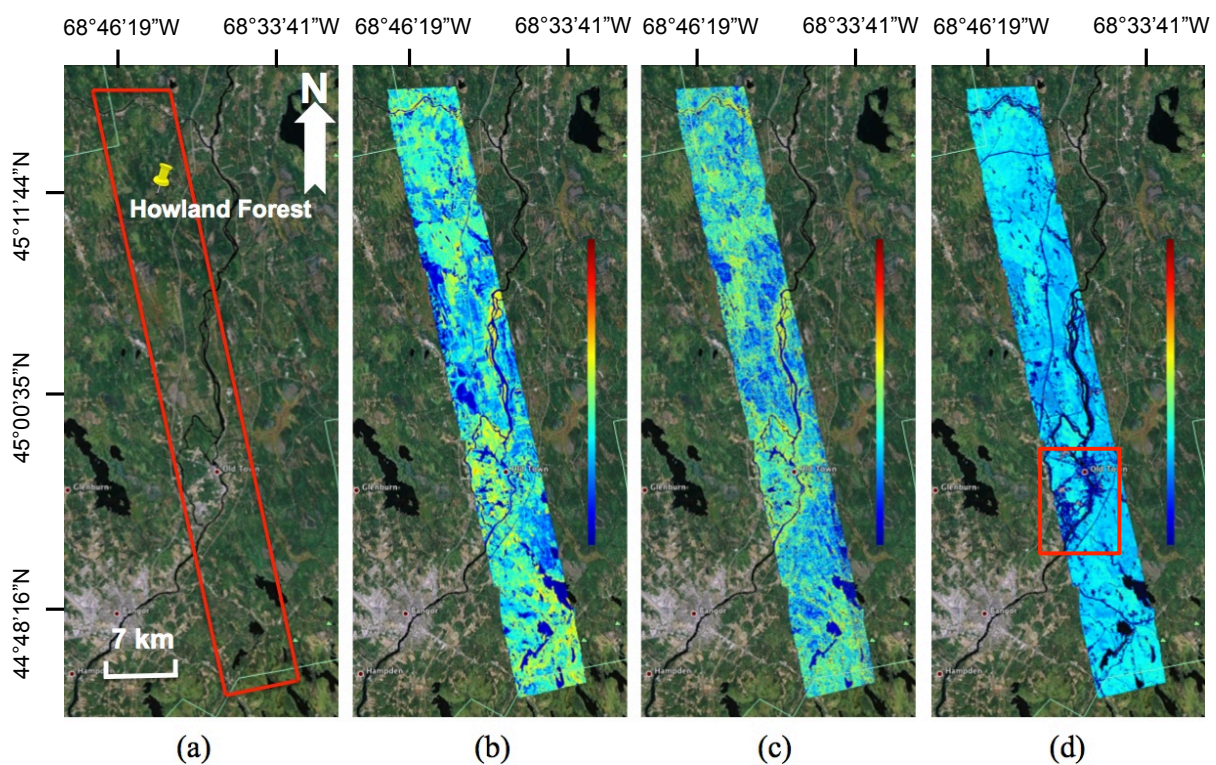 68°46’19”W 68°33’41”W 68°46’19”W 68°33’41”W 68°46’19”W 68°33’41”W 68°46’19”W 68°33’41”W
N
45°11’44”N
Howland Forest
45°00’35”N
Old Town
Old Town
Old Town
Old Town
Glenburn
Glenburn
Glenburn
Glenburn
44°48’16”N
Bangor
Bangor
Bangor
Bangor
7 km
Hampden
Hampden
Hampden
Hampden
(a) (b) (c) (d)